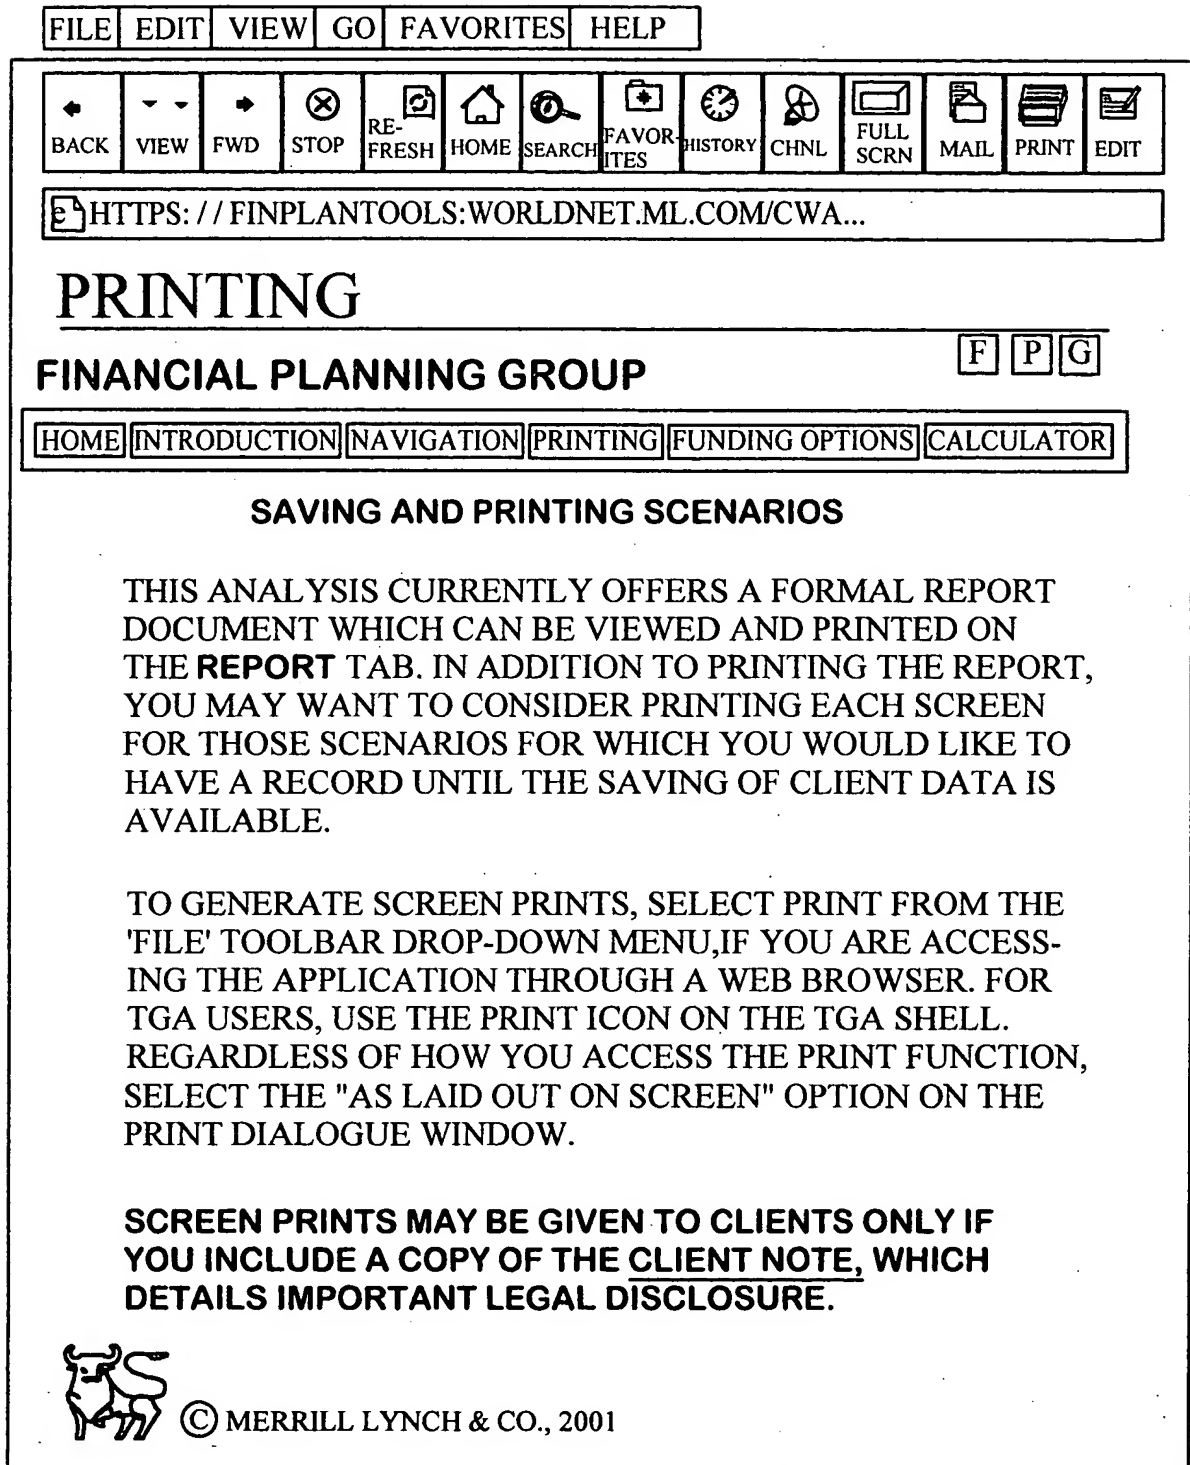 FILE EDIT VIEW GO FAVORITES HELP
BACK VIEW FWD STOP RE-FRESH HOME SEARCH FAVOR-ITES HISTORY CHNL FULL SCRN MAIL PRINT EDIT
HTTPS: / / FINPLANTOOLS:WORLDNET.ML.COM/CWA...
PRINTING
FINANCIAL PLANNING GROUP F P G
HOME INTRODUCTION NAVIGATION PRINTING FUNDING OPTIONS CALCULATOR
SAVING AND PRINTING SCENARIOS
THIS ANALYSIS CURRENTLY OFFERS A FORMAL REPORT
DOCUMENT WHICH CAN BE VIEWED AND PRINTED ON
THE REPORT TAB. IN ADDITION TO PRINTING THE REPORT,
YOU MAY WANT TO CONSIDER PRINTING EACH SCREEN
FOR THOSE SCENARIOS FOR WHICH YOU WOULD LIKE TO
HAVE A RECORD UNTIL THE SAVING OF CLIENT DATA IS
AVAILABLE.
TO GENERATE SCREEN PRINTS, SELECT PRINT FROM THE
'FILE' TOOLBAR DROP-DOWN MENU,IF YOU ARE ACCESS-
ING THE APPLICATION THROUGH A WEB BROWSER. FOR
TGA USERS, USE THE PRINT ICON ON THE TGA SHELL.
REGARDLESS OF HOW YOU ACCESS THE PRINT FUNCTION,
SELECT THE "AS LAID OUT ON SCREEN" OPTION ON THE
PRINT DIALOGUE WINDOW.
SCREEN PRINTS MAY BE GIVEN TO CLIENTS ONLY IF
YOU INCLUDE A COPY OF THE CLIENT NOTE, WHICH
DETAILS IMPORTANT LEGAL DISCLOSURE.
© MERRILL LYNCH & CO., 2001